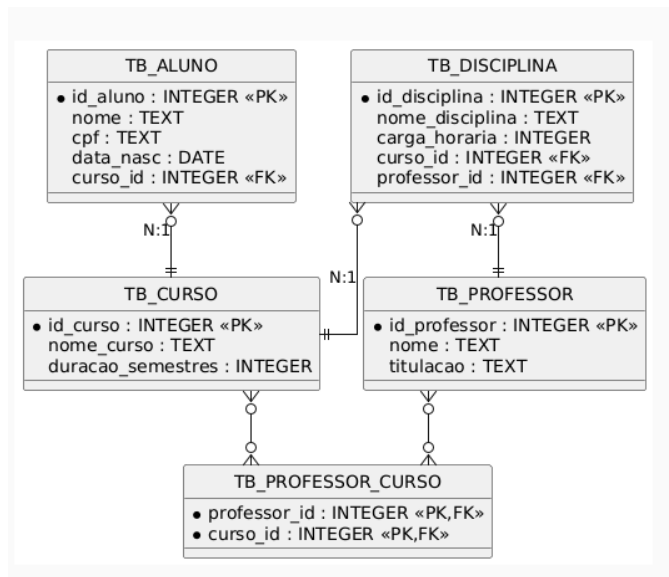 TB_ALUNO
id_aluno : INTEGER «PK»
nome : TEXT
cpf : TEXT
data_nasc : DATE
curso_id : INTEGER «FK»
TB_DISCIPLINA
id_disciplina : INTEGER «PK»
nome_disciplina : TEXT
carga_horaria : INTEGER
curso_id : INTEGER «FK»
professor_id : INTEGER «FK»
N:1
N:1
N:1
TB_CURSO
id_curso : INTEGER «PK»
nome_curso : TEXT
duracao_semestres : INTEGER
TB_PROFESSOR
id_professor : INTEGER «PK»
nome : TEXT
titulacao : TEXT
TB_PROFESSOR_CURSO
professor_id : INTEGER «PK,FK»
curso_id : INTEGER «PK,FK»